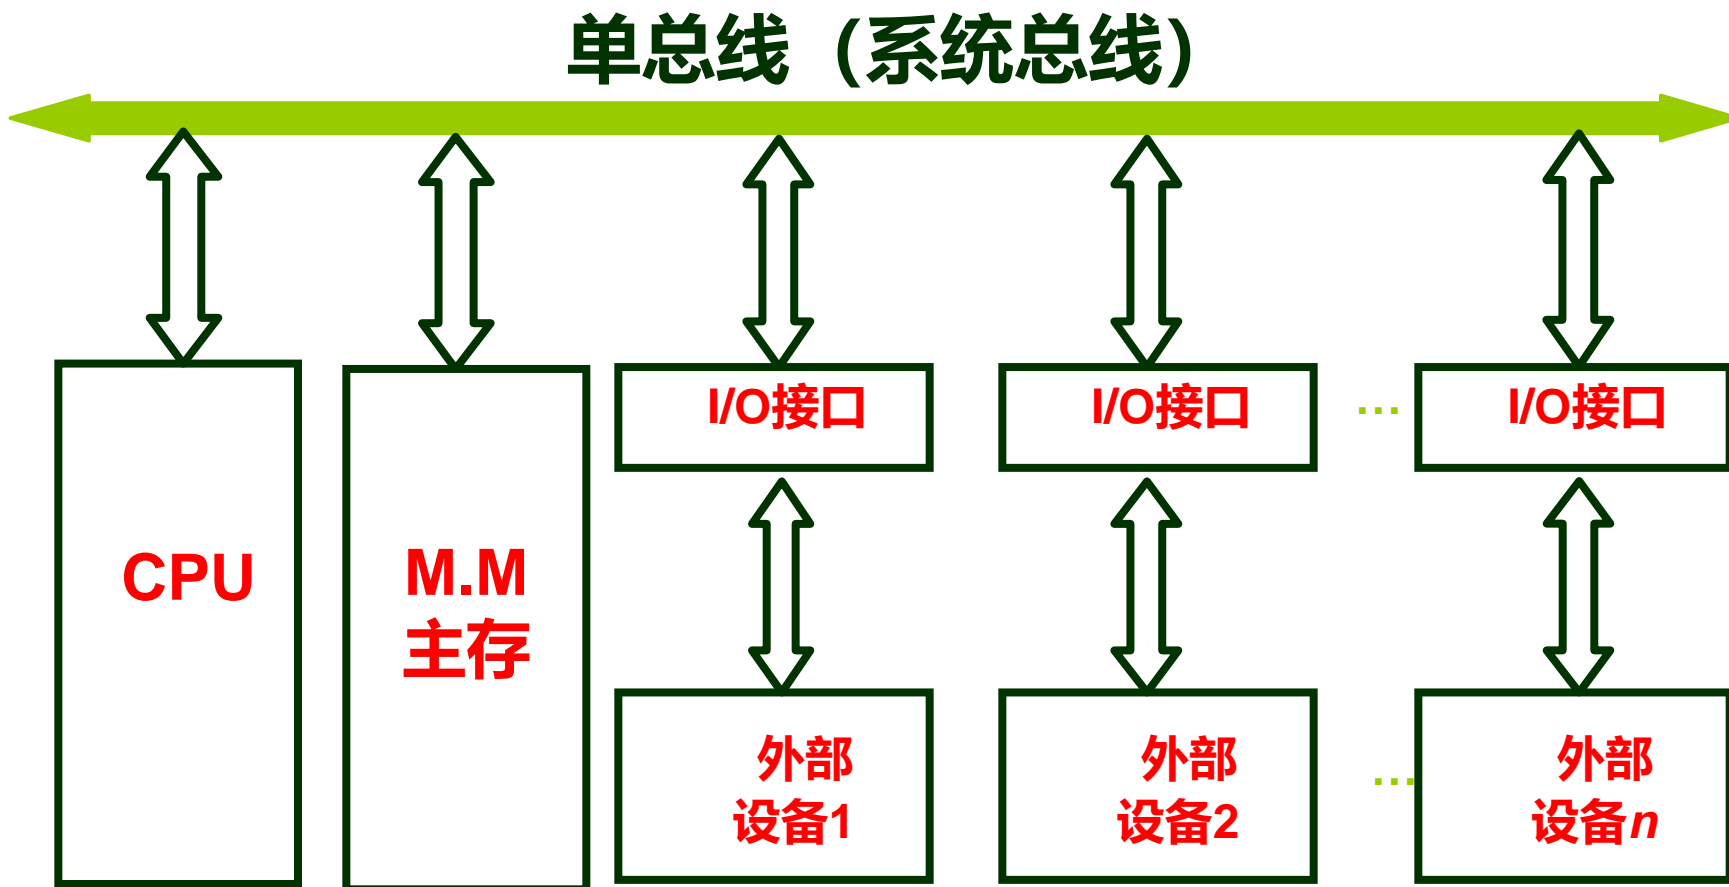 单总线（系统总线）
I/O接口
I/O接口
…
I/O接口
CPU
M.M
主存
外部
设备1
外部
设备2
…
外部
设备n